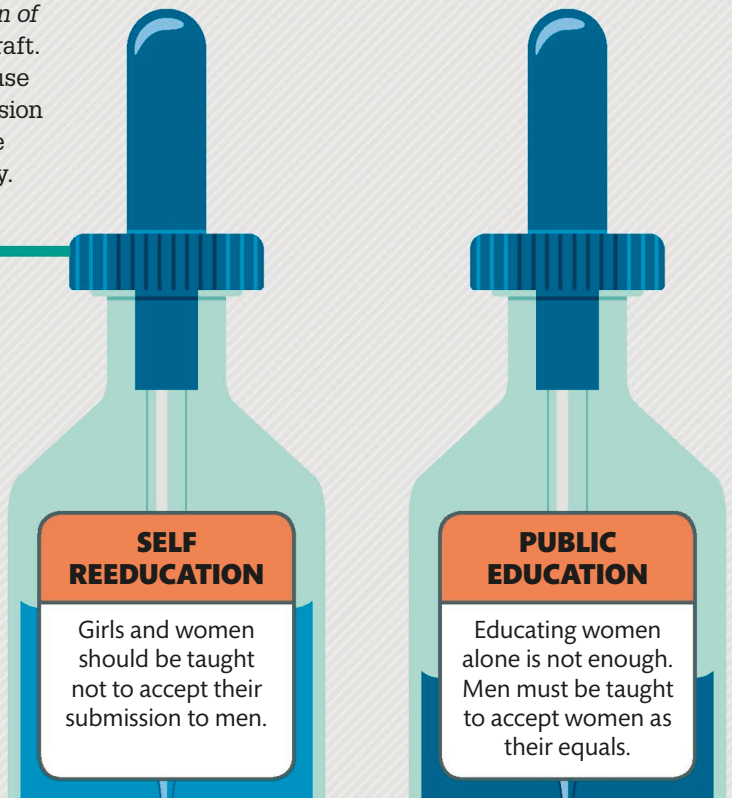 n of
raft.
use
sion
e
y.
SELF
REEDUCATION
Girls and women
should be taught
not to accept their
submission to men.
PUBLIC
EDUCATION
Educating women
alone is not enough.
Men must be taught
to accept women as
their equals.